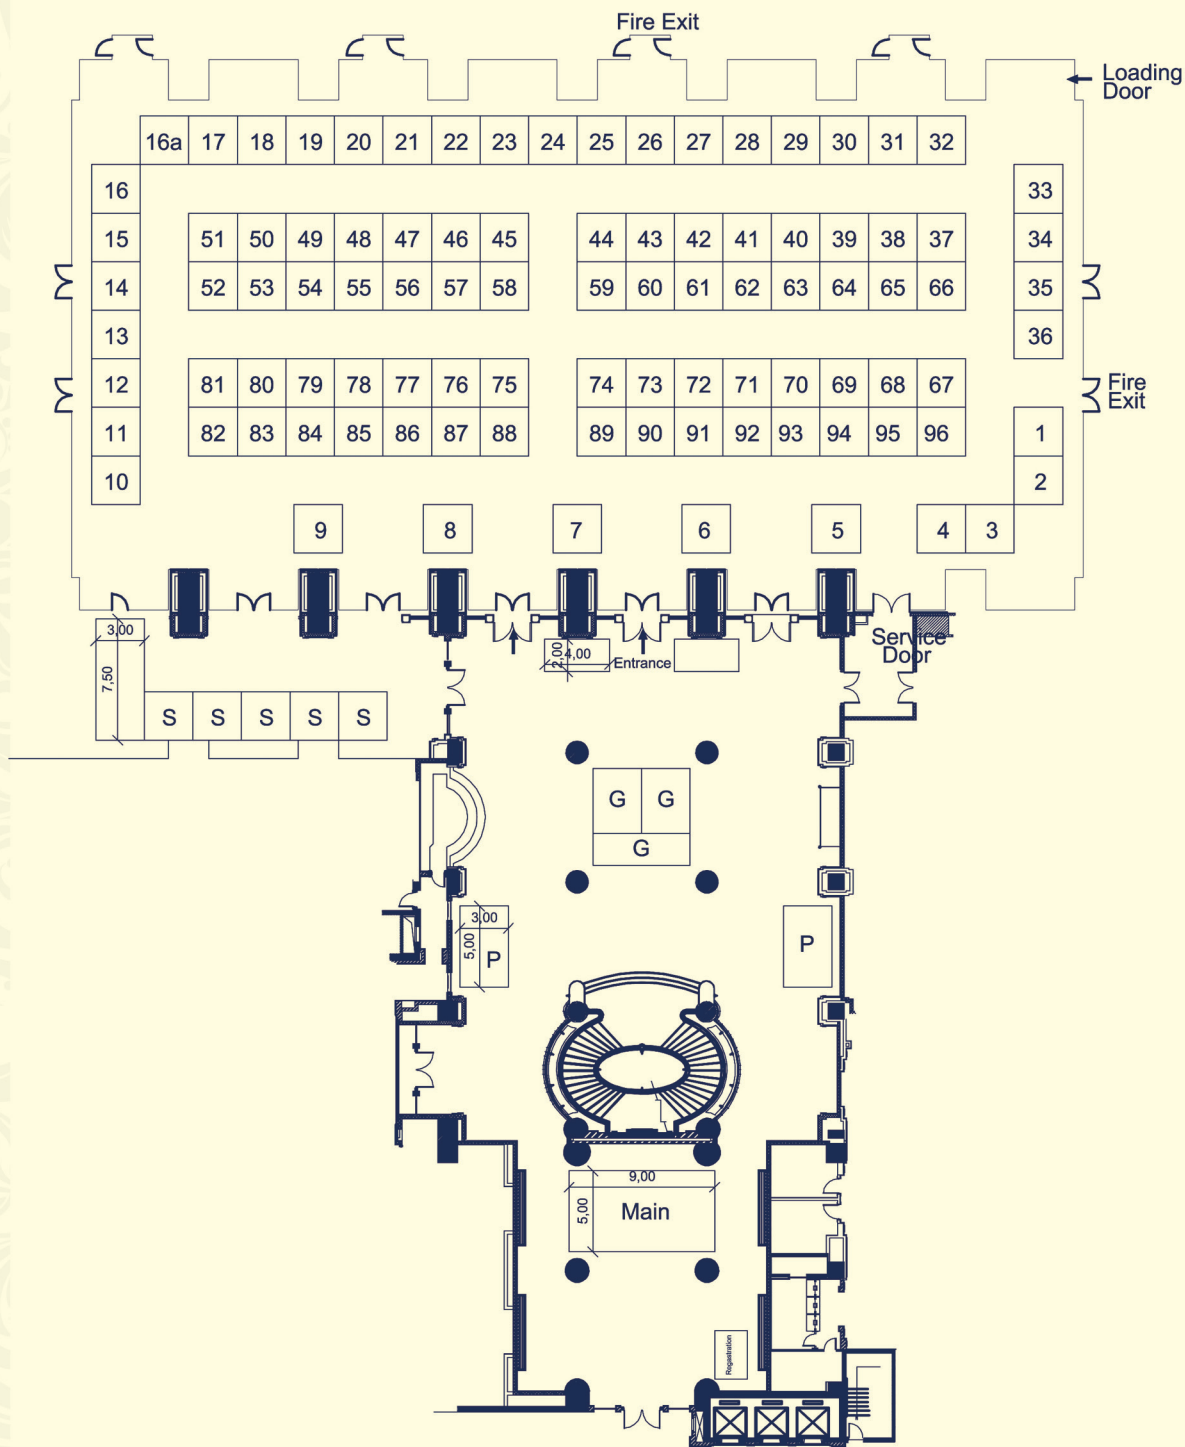 Fire Exit
Loading
Door
16a 17 18 19 20 21 22 23 24 25 26 27 28 29 30 31 32
16 33
15 51 50 49 48 47 46 45 44 43 42 41 40 39 38 37 34
14 52 53 54 55 56 57 58 59 60 61 62 63 64 65 66 35
13 36
12 81 80 79 78 77 76 75 74 73 72 71 70 69 68 67
Fire
Exit
11 82 83 84 85 86 87 88 89 90 91 92 93 94 95 96 1
10 2
9 8 7 6 5 4 3
3,00
7,50
2,00
4,00
Entrance
Service
Door
S S S S S
G G
G
3,00
5,00
P
P
9,00
5,00
Main
Regastration